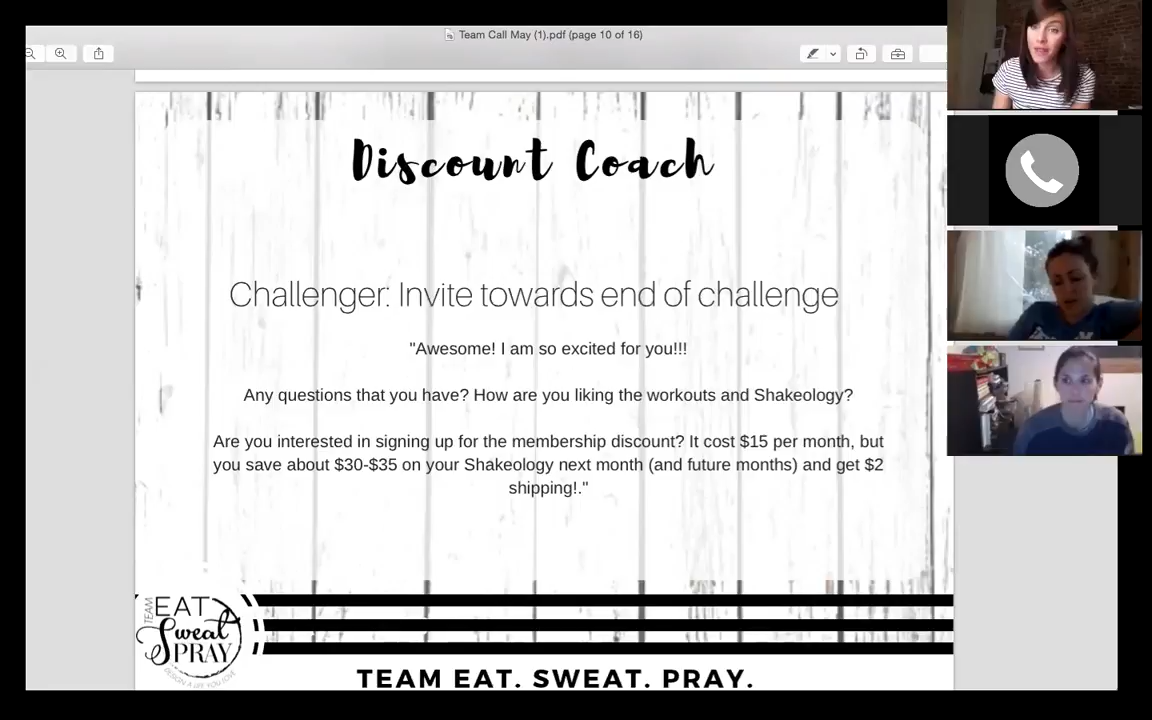 Team Call May (1).pdf (page 10 of 16)
Discount Coach
Challenger: Invite towards end of challenge
"Awesome! I am so excited for you!!!
Any questions that you have? How are you liking the workouts and Shakeology?
Are you interested in signing up for the membership discount? It cost $15 per month, but
you save about $30-$35 on your Shakeology next month (and future months) and get $2
shipping!."
TEAM
EAT
Sweat
PRAY
DESIGN A LIFE YOU LOVE
TEAM EAT. SWEAT. PRAY.